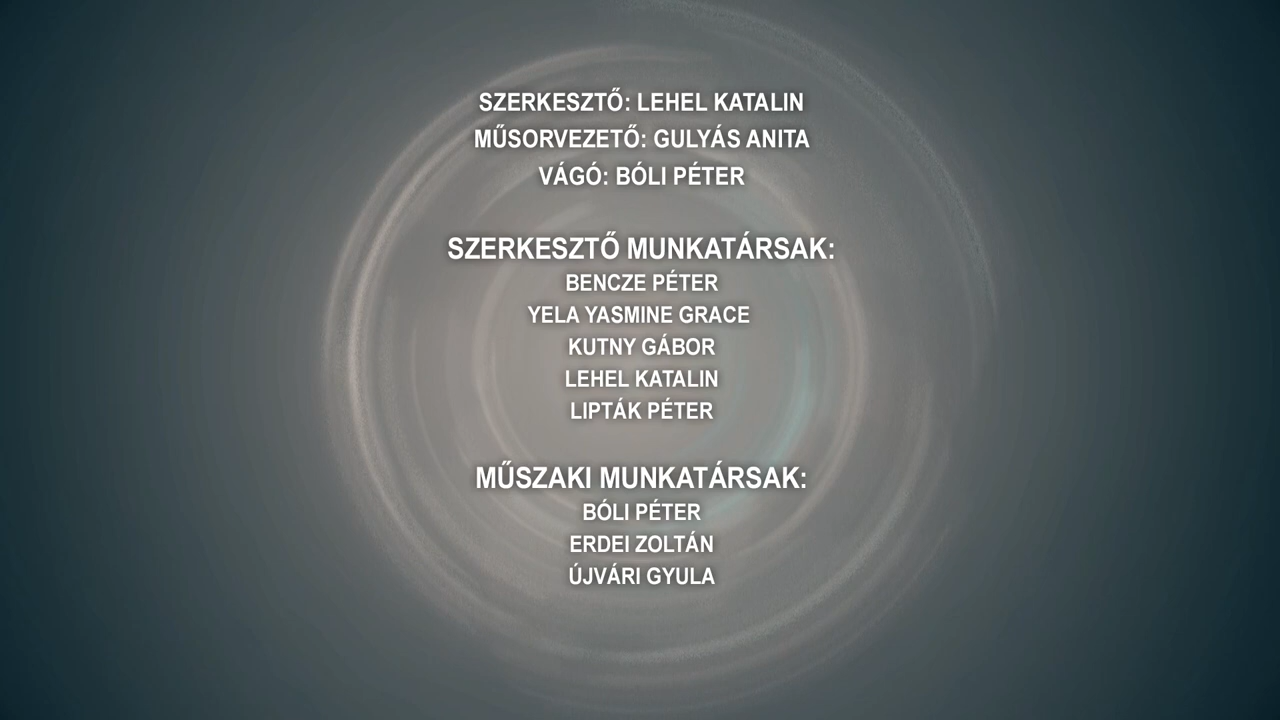 SZERKESZTŐ: LEHEL KATALIN
MŰSORVEZETŐ: GULYÁS ANITA
VÁGÓ: BÓLI PÉTER
SZERKESZTŐ MUNKATÁRSAK:
BENCZE PÉTER
YELA YASMINE GRACE
KUTNY GÁBOR
LEHEL KATALIN
LIPTÁK PÉTER
MŰSZAKI MUNKATÁRSAK:
BÓLI PÉTER
ERDEI ZOLTÁN
ÚJVÁRI GYULA